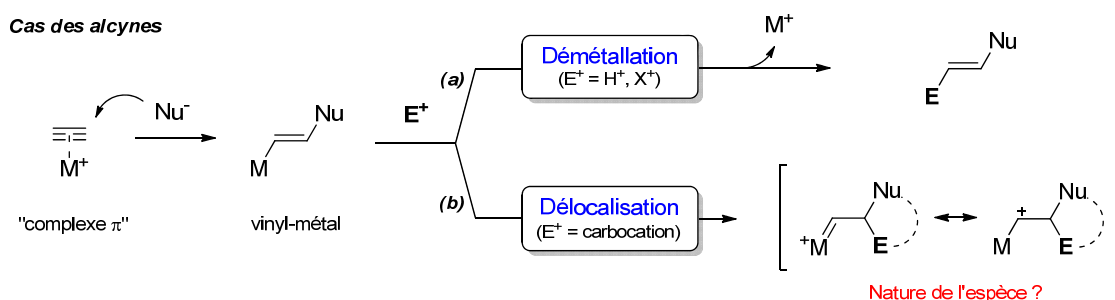 Cas des alcynes
M⁺
Démétallation
(E⁺ = H⁺, X⁺)
(a)
Nu
E
Nu⁻
Nu
E⁺
M⁺
M
"complexe π"
vinyl-métal
(b)
Délocalisation
(E⁺ = carbocation)
Nu
⁺M
E
Nu
+
M
E
Nature de l'espèce ?